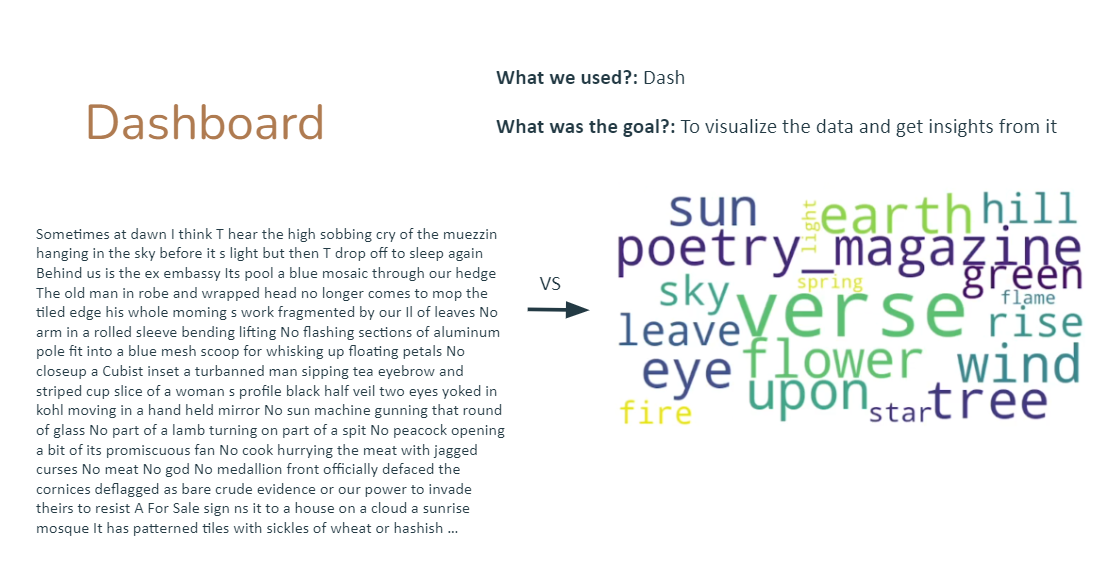 What we used?: Dash
Dashboard
What was the goal?: To visualize the data and get insights from it
Sometimes at dawn I think T hear the high sobbing cry of the muezzin
hanging in the sky before it s light but then T drop off to sleep again
Behind us is the ex embassy Its pool a blue mosaic through our hedge
The old man in robe and wrapped head no longer comes to mop the
tiled edge his whole moming s work fragmented by our Il of leaves No
arm in a rolled sleeve bending lifting No flashing sections of aluminum
pole fit into a blue mesh scoop for whisking up floating petals No
closeup a Cubist inset a turbanned man sipping tea eyebrow and
striped cup slice of a woman s profile black half veil two eyes yoked in
kohl moving in a hand held mirror No sun machine gunning that round
of glass No part of a lamb turning on part of a spit No peacock opening
a bit of its promiscuous fan No cook hurrying the meat with jagged
curses No meat No god No medallion front officially defaced the
cornices deflagged as bare crude evidence or our power to invade
theirs to resist A For Sale sign ns it to a house on a cloud a sunrise
mosque It has patterned tiles with sickles of wheat or hashish ...
VS
sun
light
earth
hill
poetry_magazine
green
sky
spring
verse
flame
leave
rise
eye
flower
wind
upon
fire
star
tree